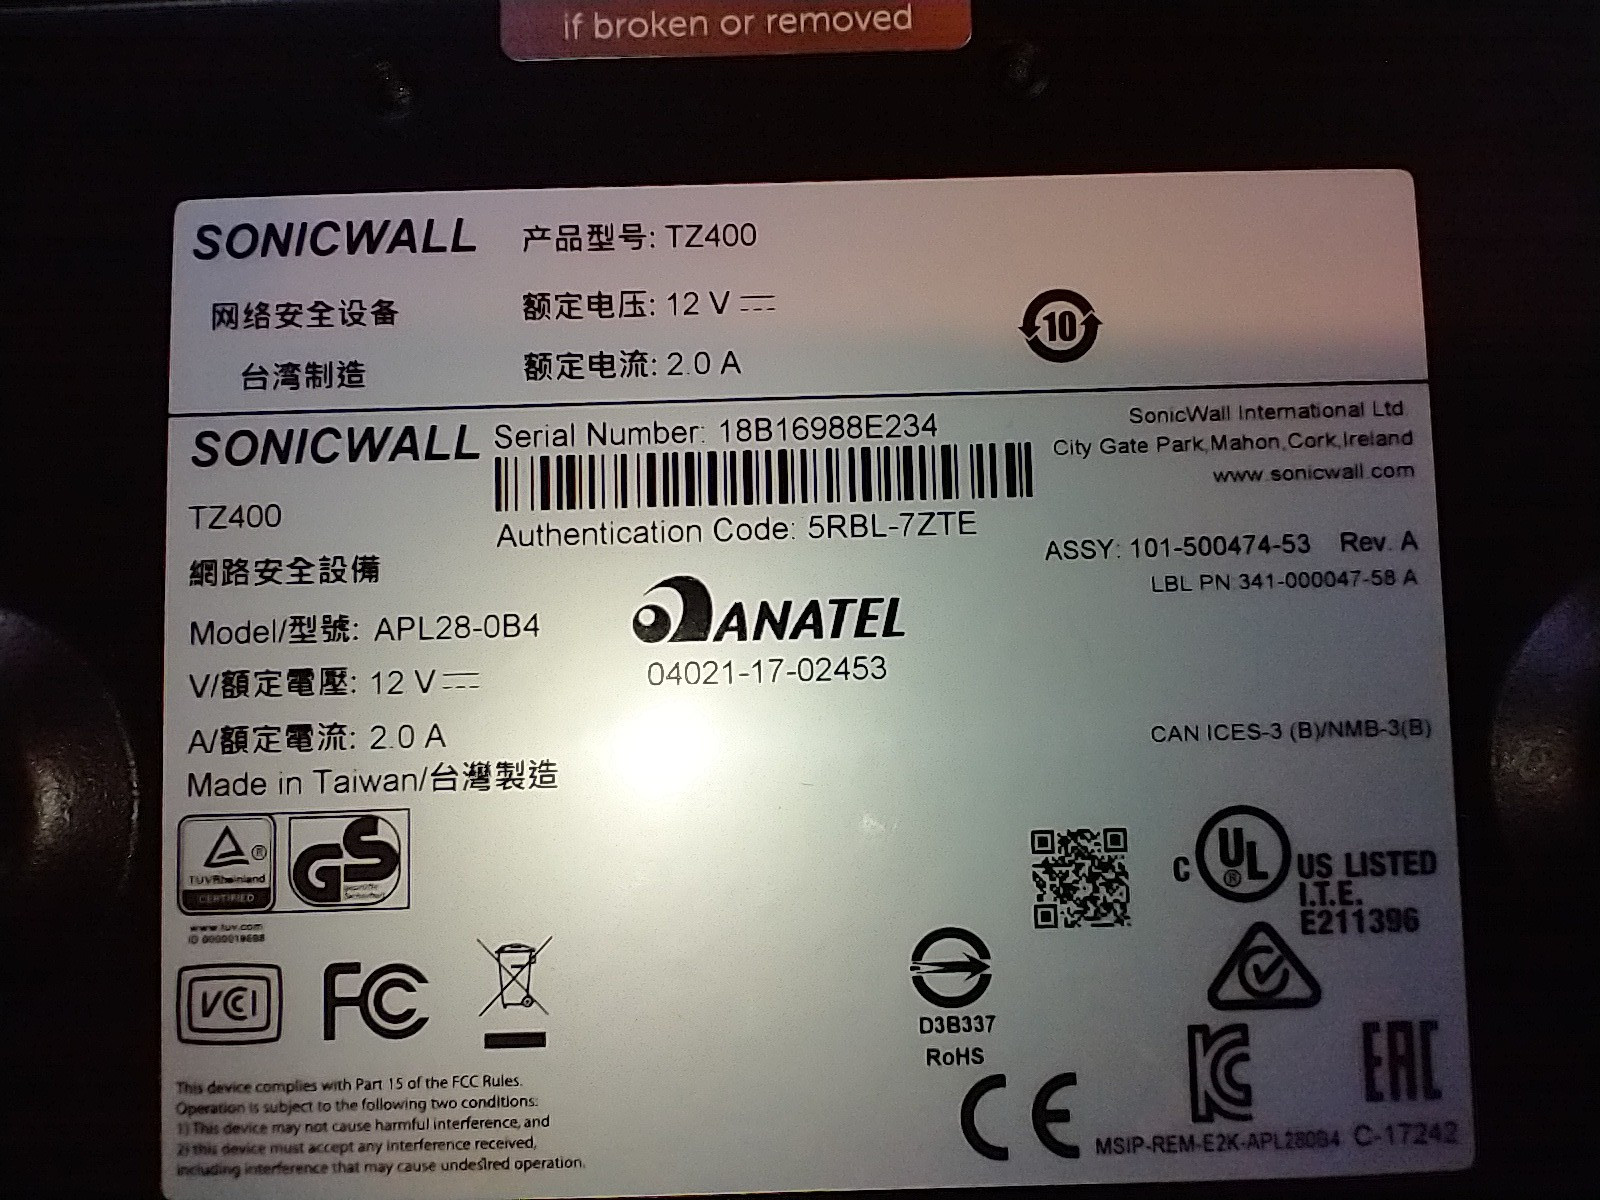 if broken or removed
SONICWALL 产品型号: TZ400
网络安全设备 额定电压: 12 V
台湾制造 额定电流: 2.0 A
10
SONICWALL
Serial Number: 18B16988E234
Authentication Code: 5RBL-7ZTE
SonicWall International Ltd.
City Gate Park,Mahon,Cork,Ireland
www.sonicwall.com
TZ400
網路安全設備
ASSY: 101-500474-53 Rev. A
LBL PN 341-000047-58 A
Model/型號: APL28-0B4
ANATEL
04021-17-02453
V/額定電壓: 12 V
A/額定電流: 2.0 A
Made in Taiwan/台灣製造
CAN ICES-3 (B)/NMB-3(B)
TÜVRheinland
CERTIFIED
www.tuv.com
GS
geprüfte
Sicherheit
C UL ® US LISTED
I.T.E.
E211396
VCI
FC
D3B337
RoHS
CE
KC
EAC
MSIP-REM-E2K-APL280B4 C-17242
This device complies with Part 15 of the FCC Rules.
Operation is subject to the following two conditions:
1) This device may not cause harmful interference, and
2) this device must accept any interference received,
including interference that may cause undesired operation.